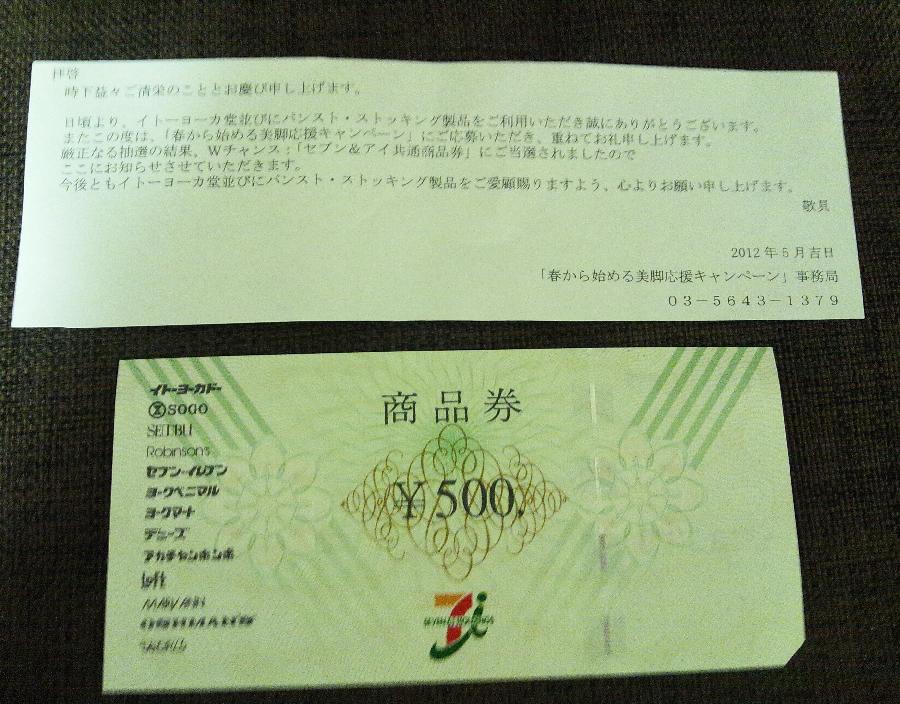 拝啓
時下益々ご清栄のこととお慶び申し上げます。
日頃より、イトーヨーカ堂並びにパンスト・ストッキング製品をご利用いただき誠にありがとうございます。
またこの度は、「春から始める美脚応援キャンペーン」にご応募いただき、重ねてお礼申し上げます。
厳正なる抽選の結果、Wチャンス:「セブン＆アイ共通商品券」にご当選されましたので
ここにお知らせさせていただきます。
今後ともイトーヨーカ堂並びにパンスト・ストッキング製品をご愛顧賜りますよう、心よりお願い申し上げます。
敬具
2012年5月吉日
「春から始める美脚応援キャンペーン」事務局
03－5643－1379
商品券
¥500.
イトーヨーカドー
SOGO
SEIBU
Robinson's
セブン-イレブン
ヨークベニマル
ヨークマート
デニーズ
アカチャンホンポ
Loft
MARY ANN
OSHMAN'S